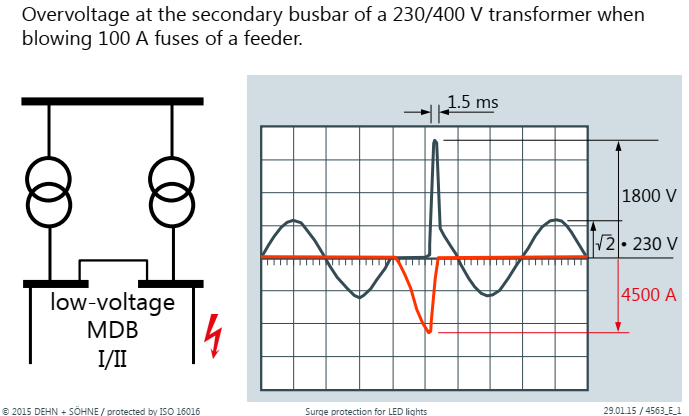 Overvoltage at the secondary busbar of a 230/400 V transformer when
blowing 100 A fuses of a feeder.
1.5 ms
1800 V
√2 • 230 V
4500 A
low-voltage
MDB
I/II
© 2015 DEHN + SÖHNE / protected by ISO 16016
Surge protection for LED lights
29.01.15 / 4563_E_1